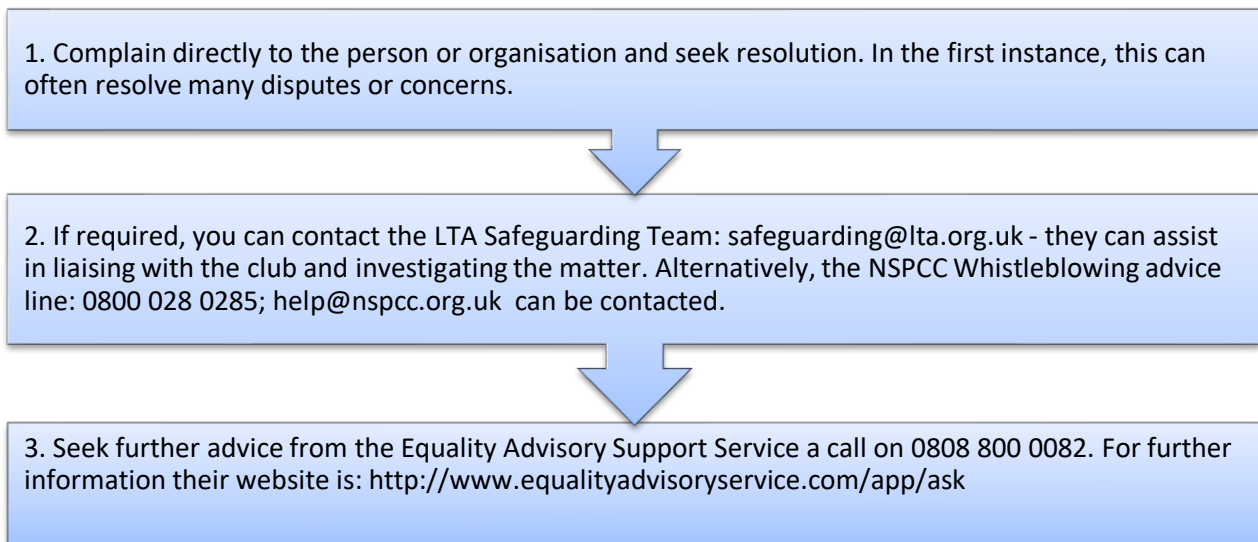 1. Complain directly to the person or organisation and seek resolution. In the first instance, this can
often resolve many disputes or concerns.
2. If required, you can contact the LTA Safeguarding Team: safeguarding@lta.org.uk - they can assist
in liaising with the club and investigating the matter. Alternatively, the NSPCC Whistleblowing advice
line: 0800 028 0285; help@nspcc.org.uk  can be contacted.
3. Seek further advice from the Equality Advisory Support Service a call on 0808 800 0082. For further
information their website is: http://www.equalityadvisoryservice.com/app/ask